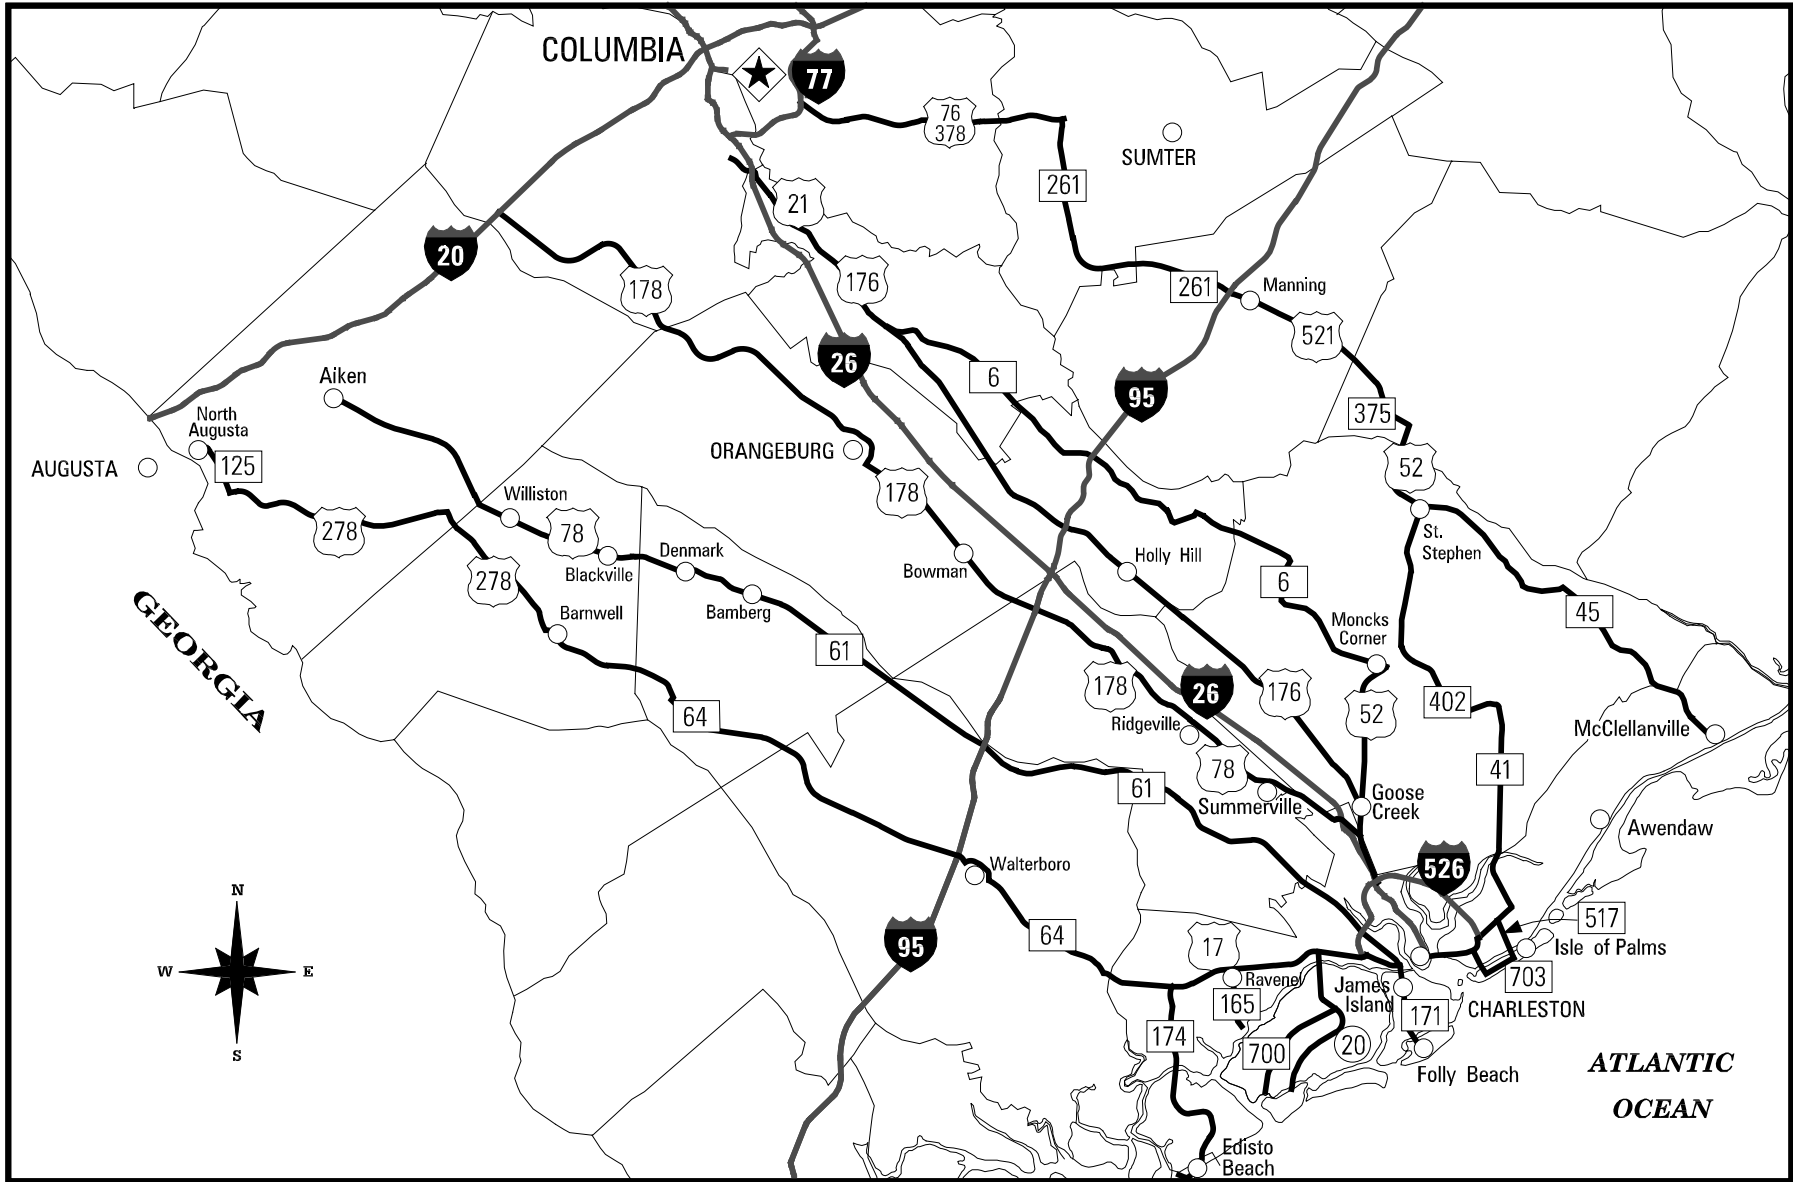 COLUMBIA
77
76
378
SUMTER
261
21
20
178
176
261
Manning
521
26
6
95
Aiken
375
North
Augusta
125
AUGUSTA
ORANGEBURG
52
178
Williston
78
278
St.
Stephen
Denmark
Holly Hill
Blackville
Bowman
278
6
Bamberg
45
Barnwell
Moncks
Corner
61
GEORGIA
178
26
176
402
64
52
Ridgeville
McClellanville
78
41
61
Summerville
Goose
Creek
Awendaw
Walterboro
526
N
517
95
64
17
Isle of Palms
W
E
Ravenel
James
Island
703
165
171
CHARLESTON
174
700
20
S
Folly Beach
ATLANTIC
OCEAN
Edisto
Beach